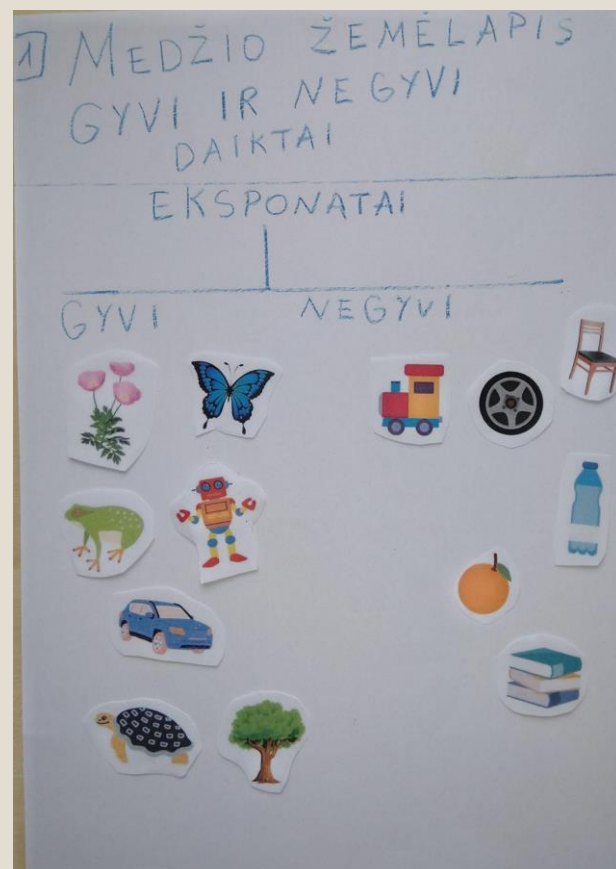 1 MEDŽIO ŽEMĖLAPIS
GYVI IR NEGYVI
DAIKTAI
EKSPONATAI
GYVI NEGYVI